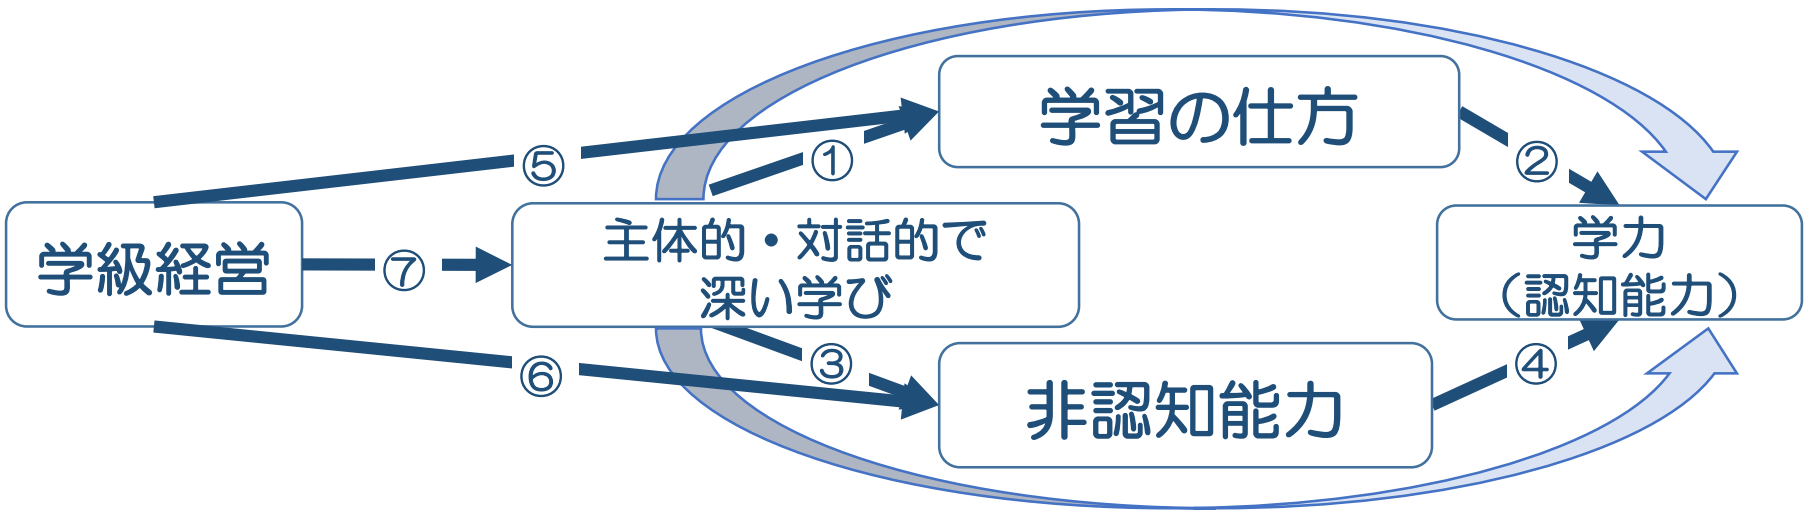 学級経営
⑤
⑦
⑥
主体的・対話的で
深い学び
①
③
学習の仕方
非認知能力
②
④
学力
（認知能力）